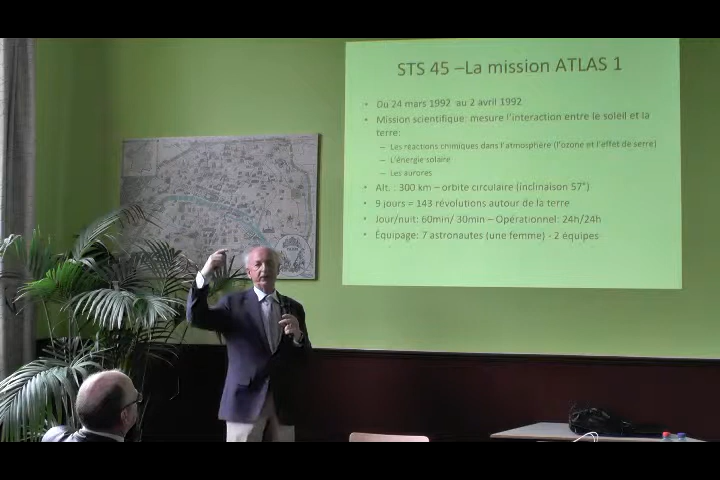 STS 45 –La mission ATLAS 1
• Du 24 mars 1992 au 2 avril 1992
• Mission scientifique: mesure l'interaction entre le soleil et la
terre:
– Les réactions chimiques dans l'atmosphère (l'ozone et l'effet de serre)
– L'énergie solaire
– Les aurores
• Alt. : 300 km – orbite circulaire (inclinaison 57°)
• 9 jours = 143 révolutions autour de la terre
• Jour/nuit: 60min/ 30min – Opérationnel: 24h/24h
• Équipage: 7 astronautes (une femme) - 2 équipes